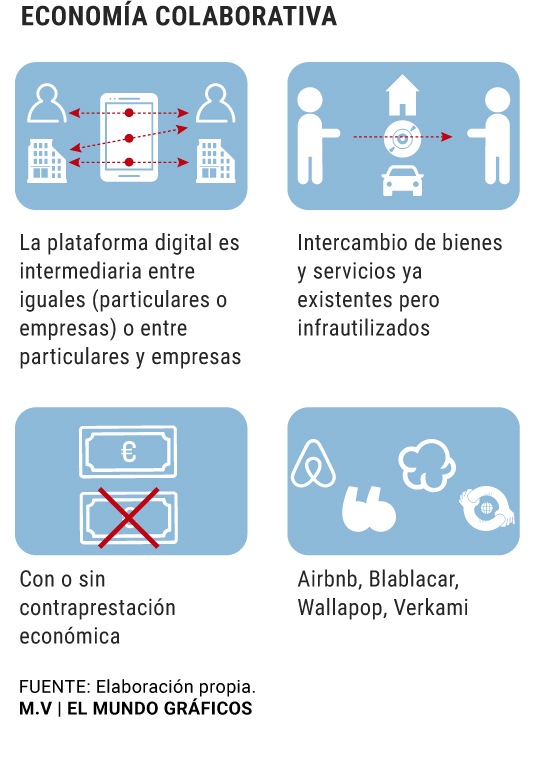 ECONOMÍA COLABORATIVA
La plataforma digital es
intermediaria entre
iguales (particulares o
empresas) o entre
particulares y empresas
Intercambio de bienes
y servicios ya
existentes pero
infrautilizados
€
Con o sin
contraprestación
económica
Airbnb, Blablacar,
Wallapop, Verkami
FUENTE: Elaboración propia.
M.V | EL MUNDO GRÁFICOS